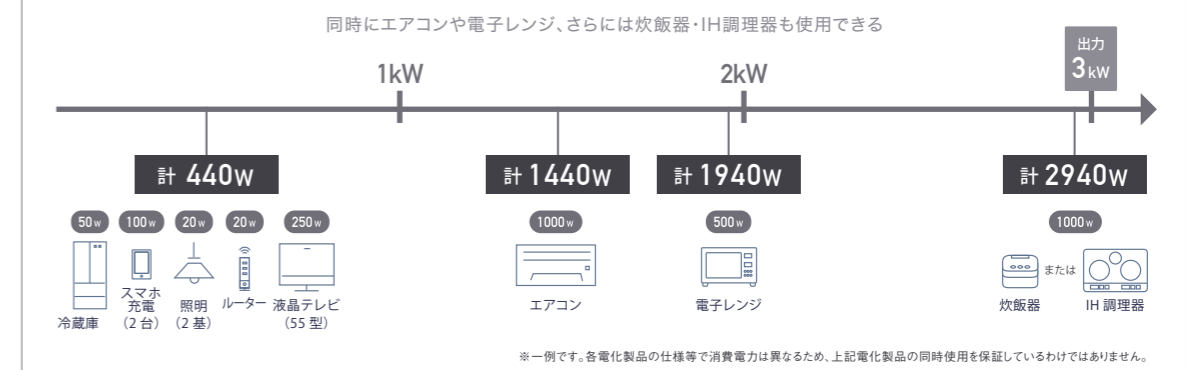 同時にエアコンや電子レンジ、さらには炊飯器・IH調理器も使用できる
1kW
2kW
出力
3kW
計 440W
計 1440W
計 1940W
計 2940W
50w
100w
20w
20w
250w
1000w
500w
1000w
冷蔵庫
スマホ
充電
(2台)
照明
(2基)
ルーター
液晶テレビ
(55型)
エアコン
電子レンジ
炊飯器
または
IH 調理器
※一例です。各電化製品の仕様等で消費電力は異なるため、上記電化製品の同時使用を保証しているわけではありません。